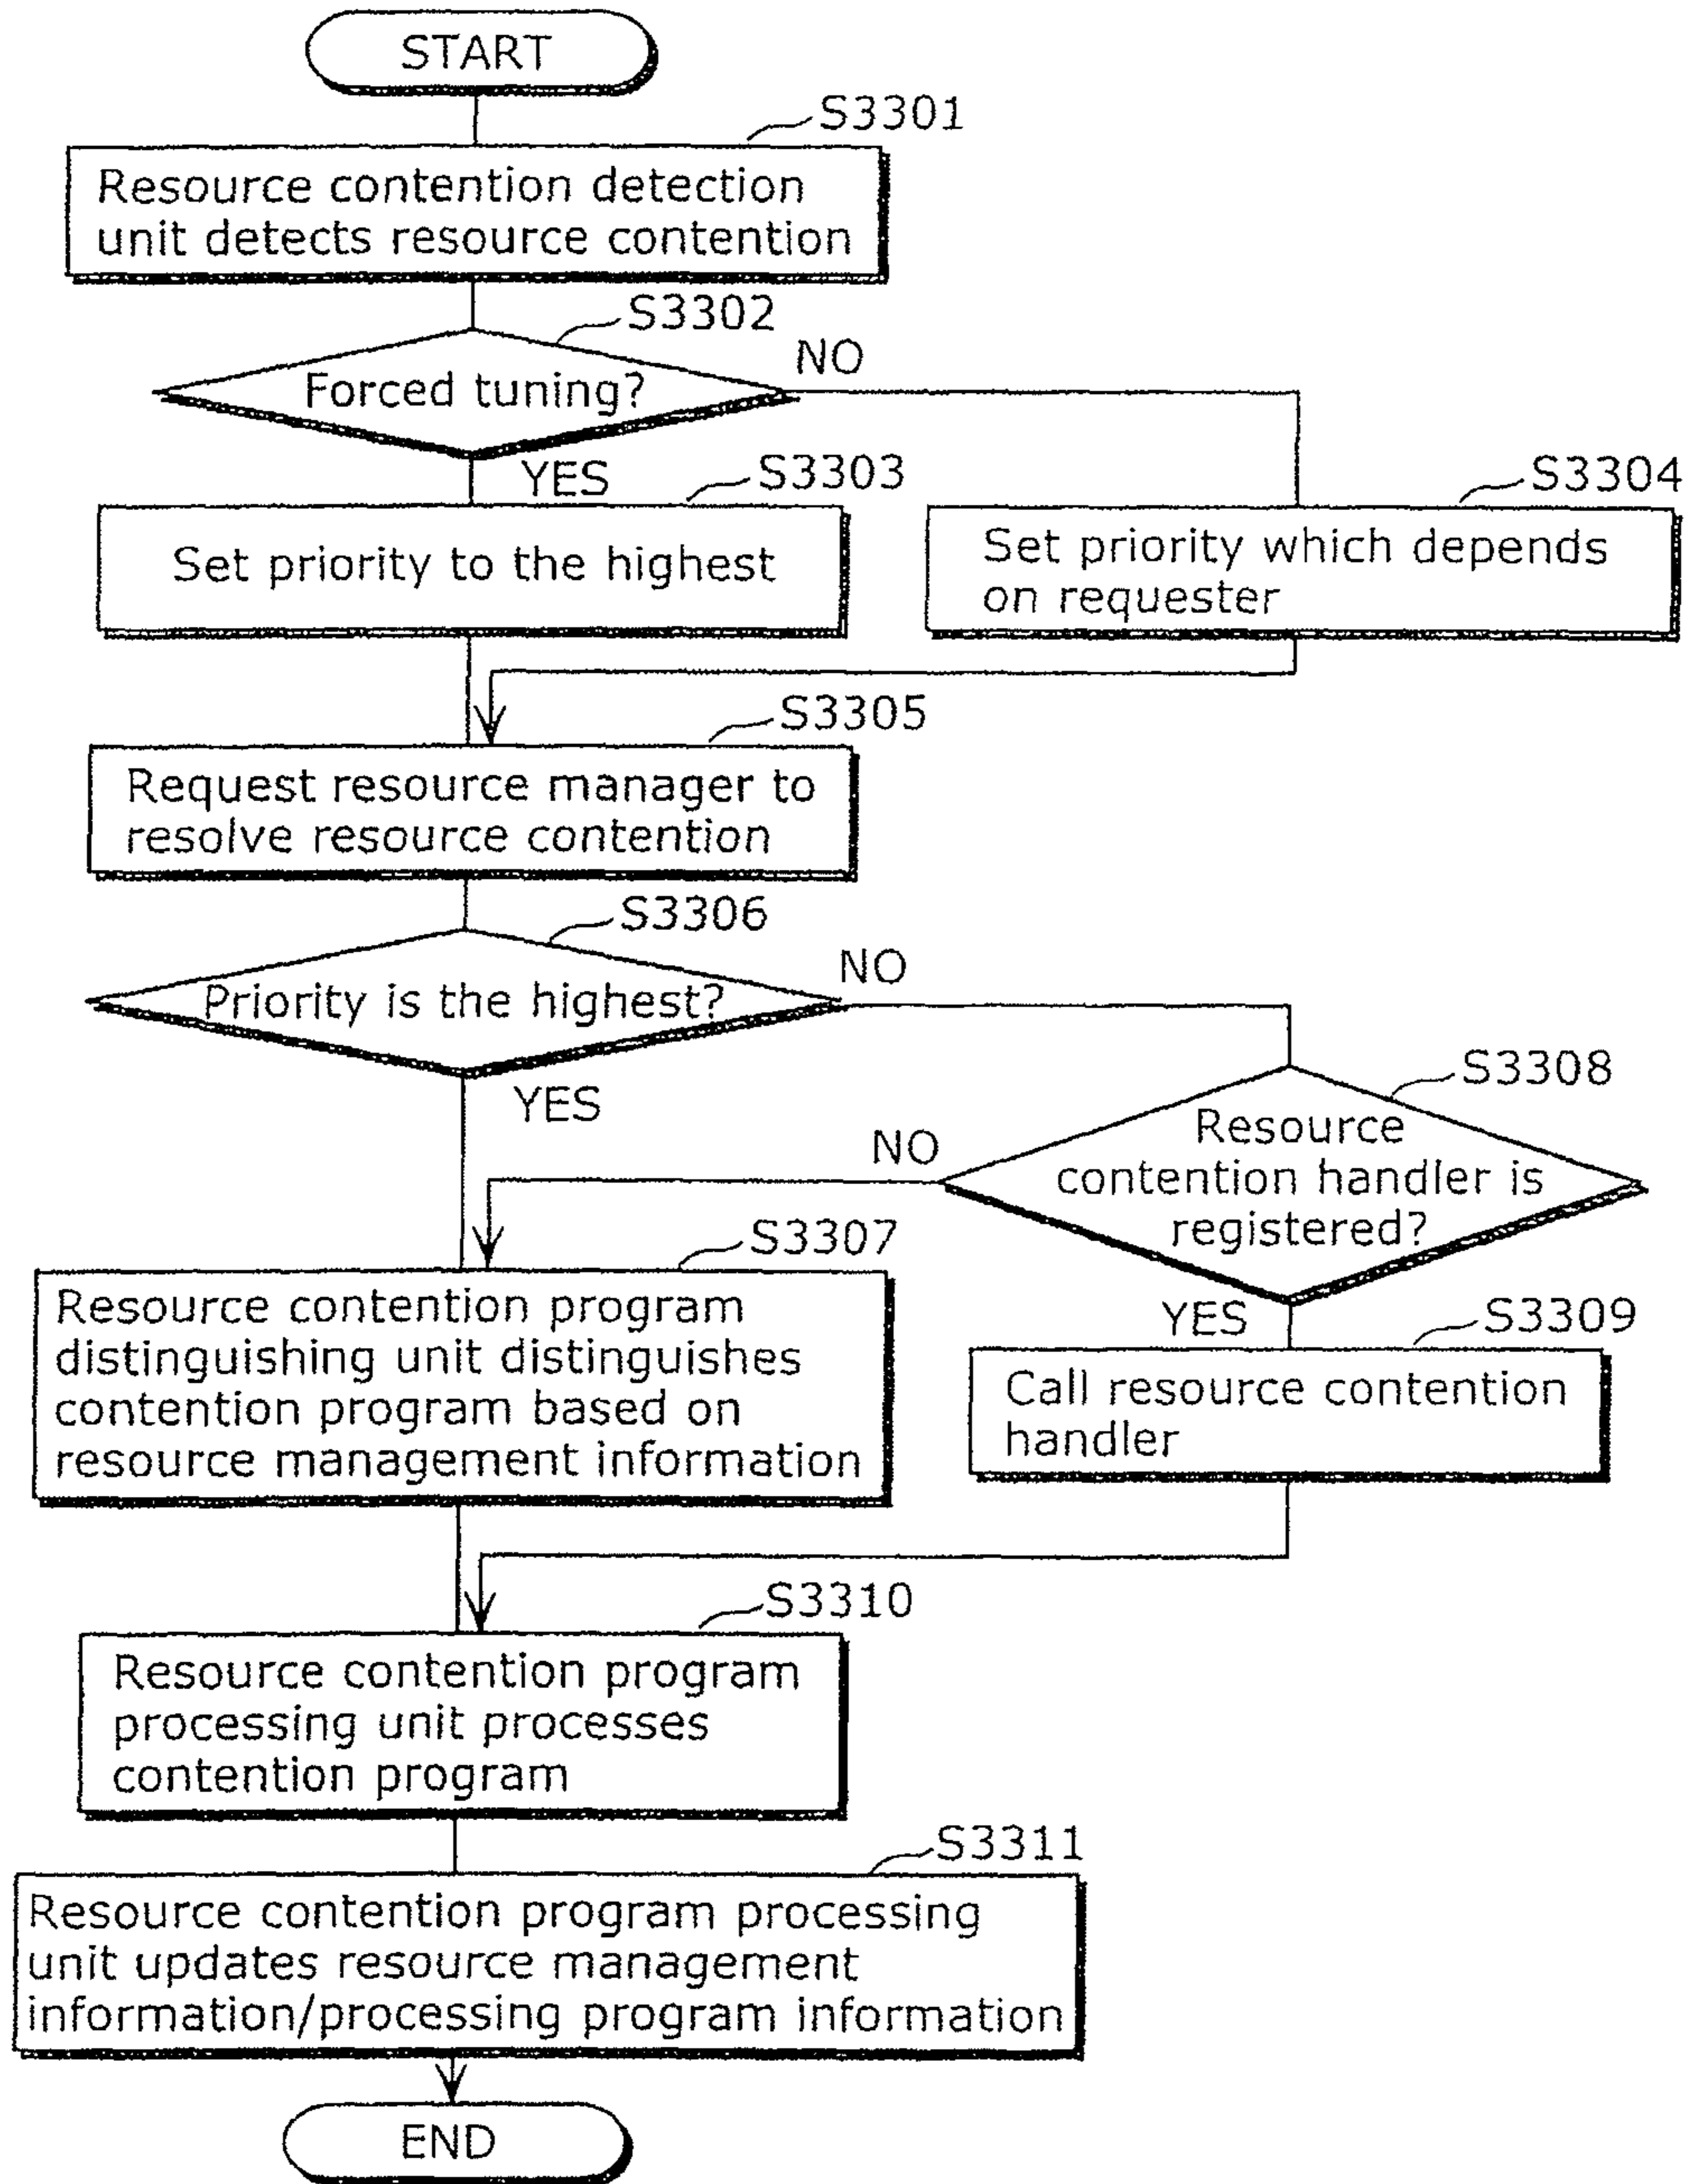 START
S3301
Resource contention detection
unit detects resource contention
S3302
Forced tuning?
NO
YES
S3303
Set priority to the highest
S3304
Set priority which depends
on requester
S3305
Request resource manager to
resolve resource contention
S3306
Priority is the highest?
NO
YES
S3308
Resource
contention handler is
registered?
NO
YES
S3307
Resource contention program
distinguishing unit distinguishes
contention program based on
resource management information
S3309
Call resource contention
handler
S3310
Resource contention program
processing unit processes
contention program
S3311
Resource contention program processing
unit updates resource management
information/processing program information
END